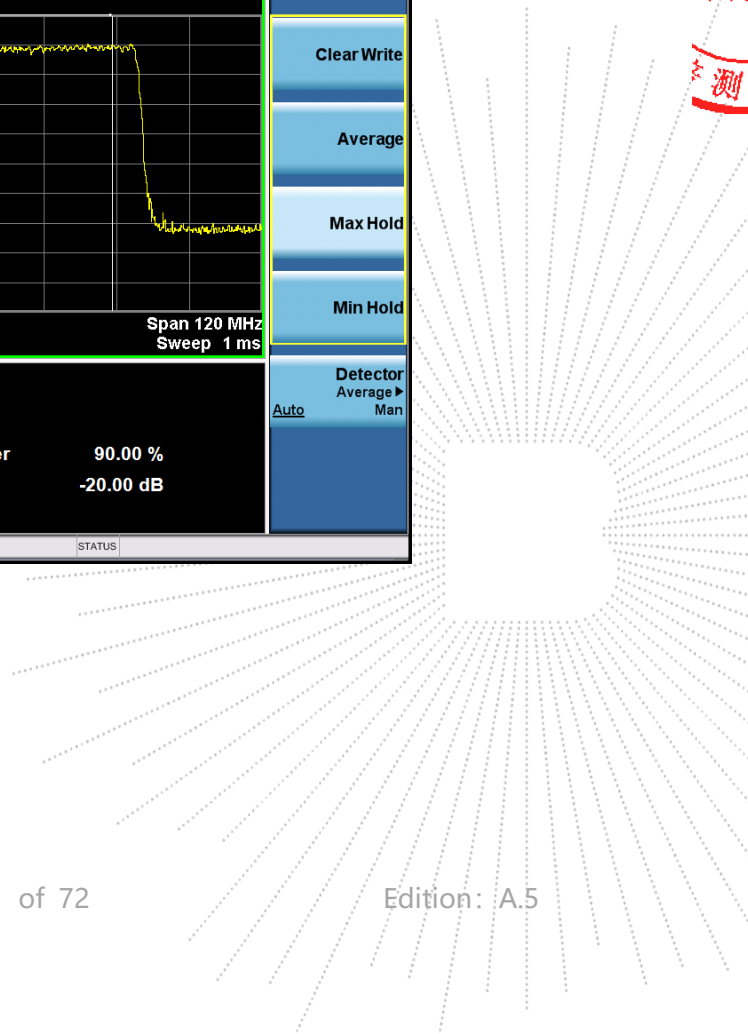 Clear Write
Average
Max Hold
Min Hold
Span 120 MHz
Sweep 1 ms
Detector
Average
Auto Man
90.00 %
-20.00 dB
STATUS
测
of 72 Edition: A.5